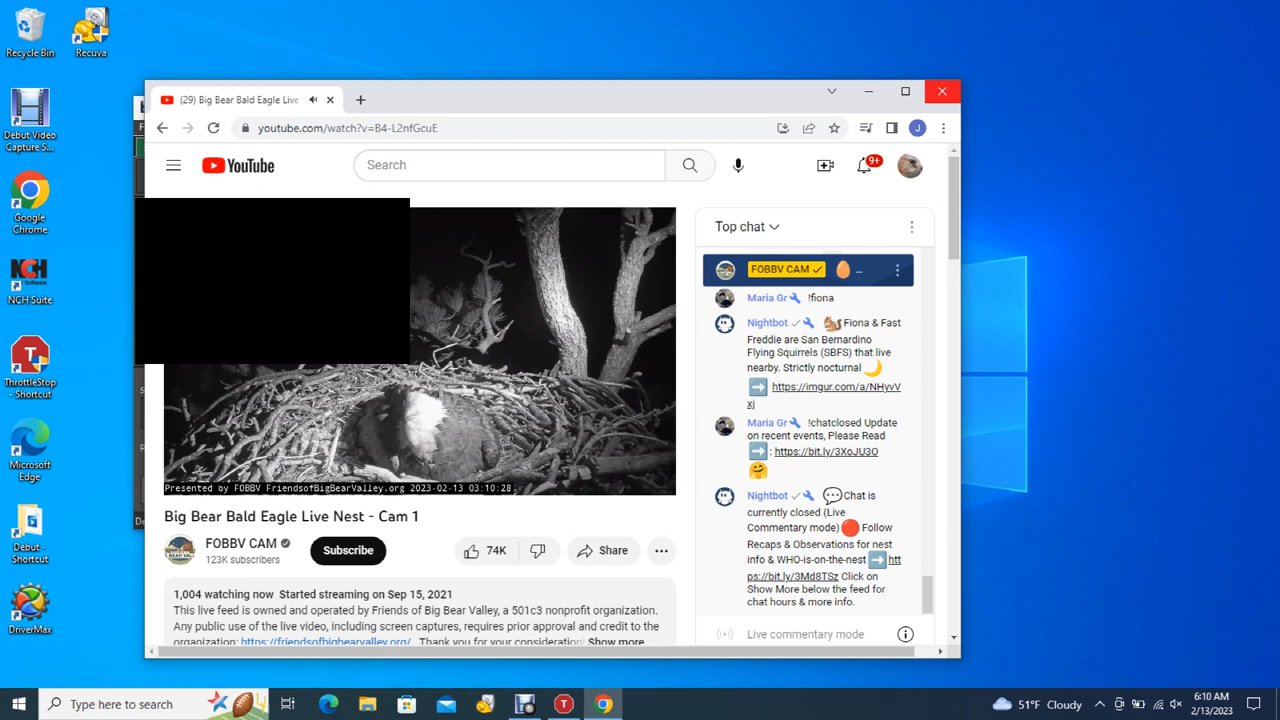 Recycle Bin
Recuva
Debut Video
Capture S...
Google
Chrome
NCH
NCH Suite
ThrottleStop
- Shortcut
Microsoft
Edge
Debut -
Shortcut
DriverMax
(29) Big Bear Bald Eagle Live
youtube.com/watch?v=B4-L2nfGcuE
J
YouTube
Search
9+
Presented by FOBBV FriendsofBigBearValley.org 2023-02-13 03:10:28
Big Bear Bald Eagle Live Nest - Cam 1
FOBBV CAM
123K subscribers
Subscribe
74K
Share
1,004 watching now Started streaming on Sep 15, 2021
This live feed is owned and operated by Friends of Big Bear Valley, a 501c3 nonprofit organization.
Any public use of the live video, including screen captures, requires prior approval and credit to the
organization: https://friendsofbigbearvalley.org/ . Thank you for your consideration! Show more
Top chat
FOBBV CAM ...
Maria Gr !fiona
Nightbot Fiona & Fast
Freddie are San Bernardino
Flying Squirrels (SBFS) that live
nearby. Strictly nocturnal
https://imgur.com/a/NHyvV
xj
Maria Gr !chatclosed Update
on recent events, Please Read
: https://bit.ly/3XoJU3O
Nightbot Chat is
currently closed (Live
Commentary mode) Follow
Recaps & Observations for nest
info & WHO-is-on-the-nest htt
ps://bit.ly/3Md8TSz Click on
Show More below the feed for
chat hours & more info.
Live commentary mode
Type here to search
51°F Cloudy
6:10 AM
2/13/2023